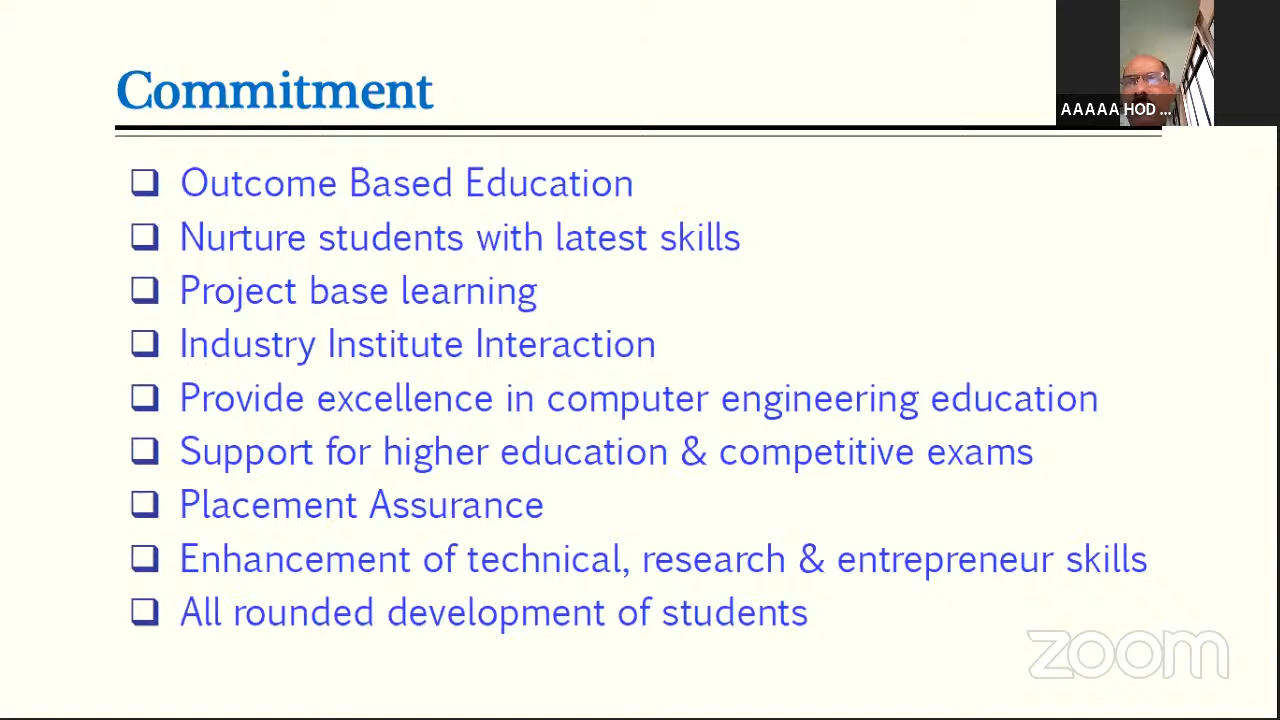 Commitment
AAAAA HOD ...
❑ Outcome Based Education
❑ Nurture students with latest skills
❑ Project base learning
❑ Industry Institute Interaction
❑ Provide excellence in computer engineering education
❑ Support for higher education & competitive exams
❑ Placement Assurance
❑ Enhancement of technical, research & entrepreneur skills
❑ All rounded development of students
zoom